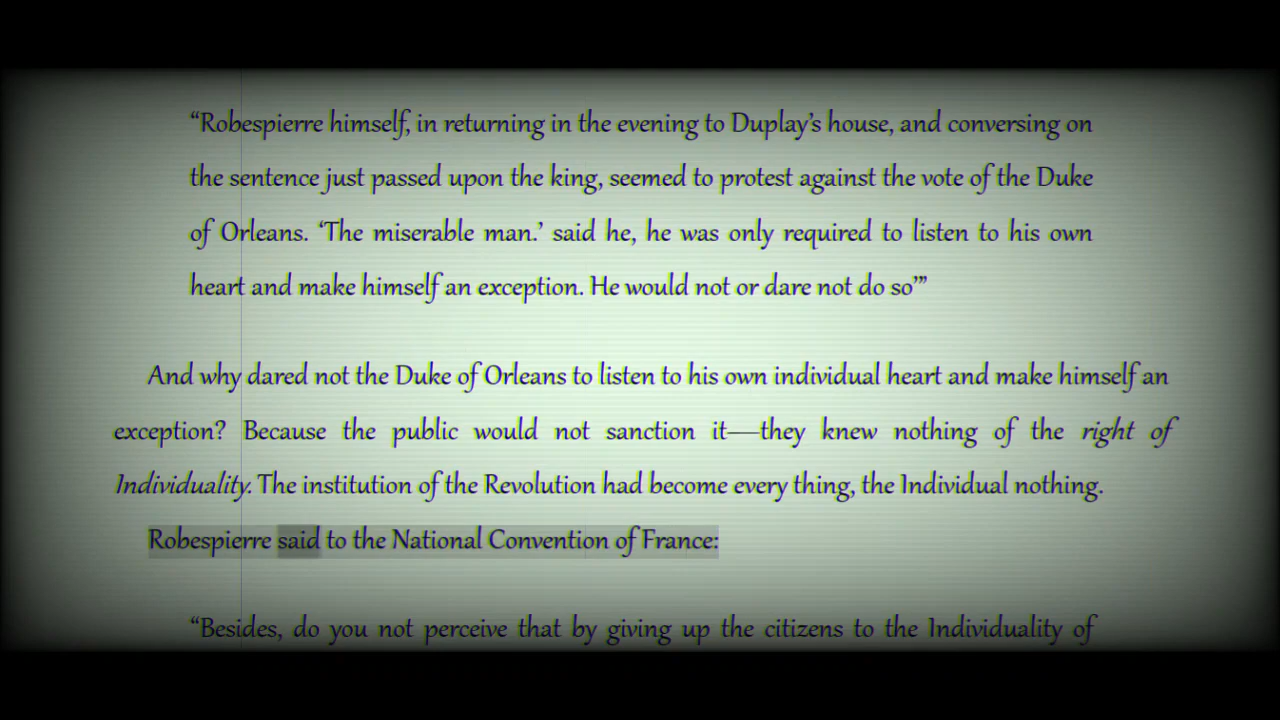 “Robespierre himself, in returning in the evening to Duplay’s house, and conversing on
the sentence just passed upon the king, seemed to protest against the vote of the Duke
of Orleans. ‘The miserable man.’ said he, he was only required to listen to his own
heart and make himself an exception. He would not or dare not do so’”
And why dared not the Duke of Orleans to listen to his own individual heart and make himself an
exception? Because the public would not sanction it—they knew nothing of the right of
Individuality. The institution of the Revolution had become every thing, the Individual nothing.
Robespierre said to the National Convention of France:
“Besides, do you not perceive that by giving up the citizens to the Individuality of